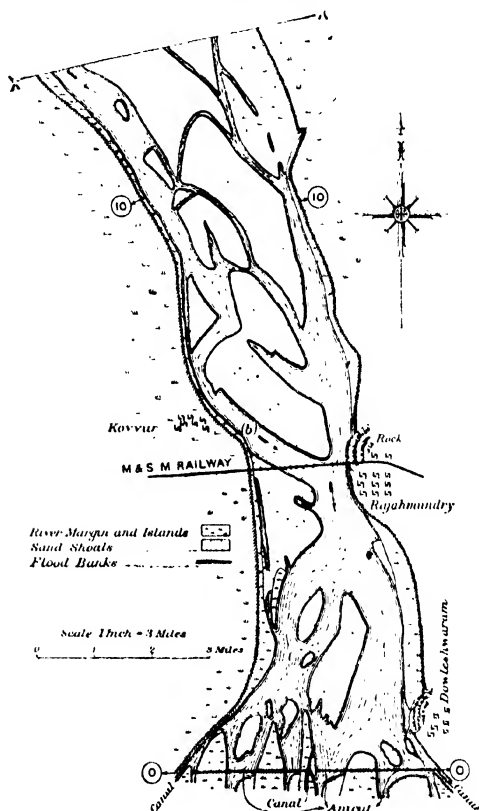 10
10
Kovvur
(b)
Rock
M & S M RAILWAY
Rajahmundry
River Margin and Islands
Sand Shoals
Flood Banks
Scale 1 Inch = 3 Miles
0 1 2 3 Miles
Dowleshwaram
0
0
Canal
Canal
Anicut
Canal